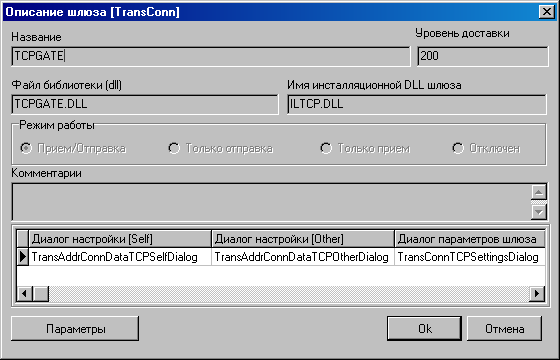 Описание шлюза [TransConn]
Название
Уровень доставки
TCPGATE
200
Файл библиотеки (dll)
Имя инсталляционной DLL шлюза
TCPGATE.DLL
ILTCP.DLL
Режим работы
Прием/Отправка
Только отправка
Только прием
Отключен
Комментарии
Диалог настройки [Self]
Диалог настройки [Other]
Диалог параметров шлюза
TransAddrConnDataTCPSelfDialog
TransAddrConnDataTCPOtherDialog
TransConnTCPSettingsDialog
Параметры
Ok
Отмена